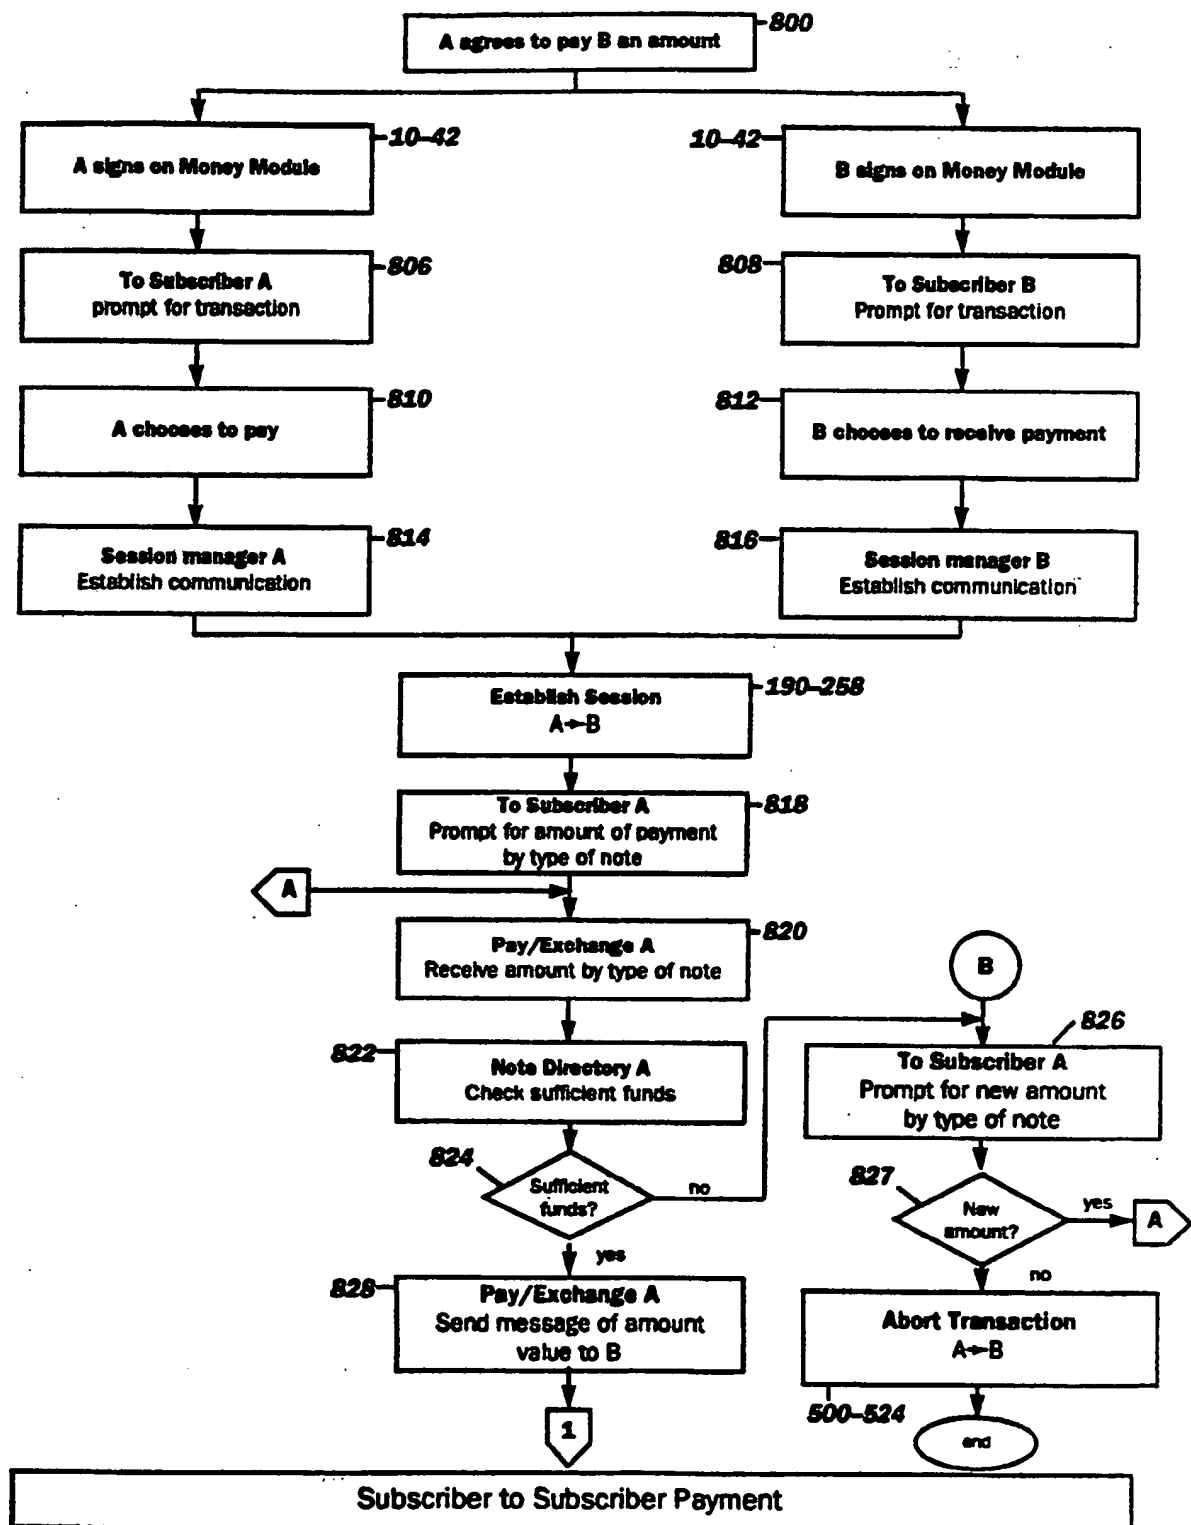 A agrees to pay B an amount
800
A signs on Money Module
10–42
10–42
B signs on Money Module
To Subscriber A
prompt for transaction
806
808
To Subscriber B
Prompt for transaction
A chooses to pay
810
812
B chooses to receive payment
Session manager A
Establish communication
814
816
Session manager B
Establish communication
Establish Session
A→B
190–258
To Subscriber A
Prompt for amount of payment
by type of note
818
A
Pay/Exchange A
Receive amount by type of note
820
B
822
Note Directory A
Check sufficient funds
826
To Subscriber A
Prompt for new amount
by type of note
824
Sufficient
funds?
no
yes
827
New
amount?
yes
A
no
828
Pay/Exchange A
Send message of amount
value to B
Abort Transaction
A→B
500–524
1
end
Subscriber to Subscriber Payment